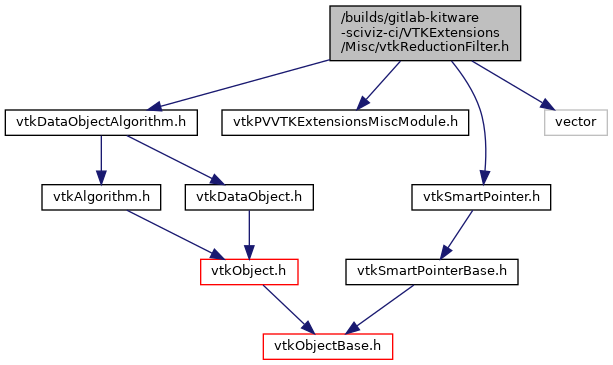 /builds/gitlab-kitware
-sciviz-ci/VTKExtensions
/Misc/vtkReductionFilter.h
vtkDataObjectAlgorithm.h
vtkPVVTKExtensionsMiscModule.h
vector
vtkAlgorithm.h
vtkDataObject.h
vtkSmartPointer.h
vtkObject.h
vtkSmartPointerBase.h
vtkObjectBase.h